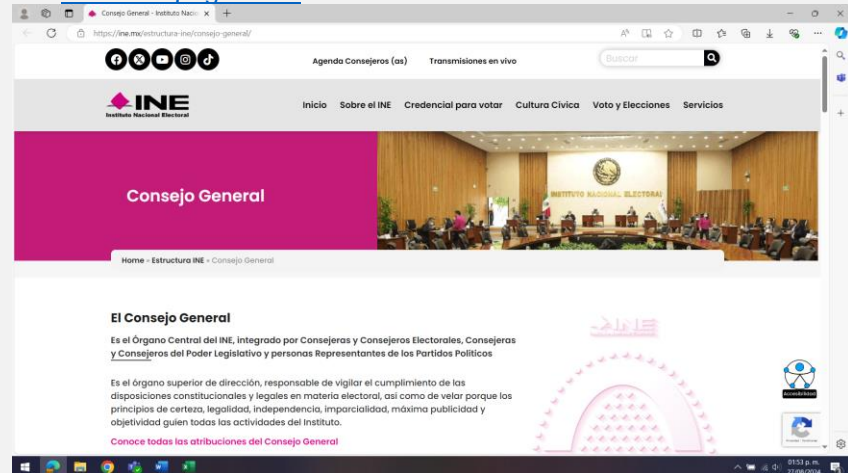 Consejo General - Instituto Nacio
https://ine.mx/estructura-ine/consejo-general/
Agenda Consejeros (as) Transmisiones en vivo Buscar
INE
Instituto Nacional Electoral
Inicio Sobre el INE Credencial para votar Cultura Cívica Voto y Elecciones Servicios
INSTITUTO NACIONAL ELECTORAL
Consejo General
Home » Estructura INE » Consejo General
El Consejo General
Es el Órgano Central del INE, integrado por Consejeras y Consejeros Electorales, Consejeras
y Consejeros del Poder Legislativo y personas Representantes de los Partidos Políticos
Es el órgano superior de dirección, responsable de vigilar el cumplimiento de las
disposiciones constitucionales y legales en materia electoral, así como de velar porque los
principios de certeza, legalidad, independencia, imparcialidad, máxima publicidad y
objetividad guíen todas las actividades del Instituto.
Conoce todas las atribuciones del Consejo General
INE
Accesibilidad
01:53 p. m.
27/08/2024